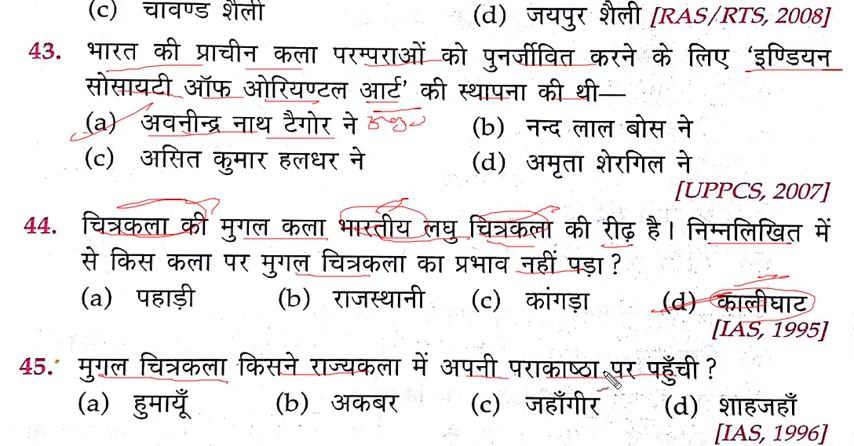 (c) चावण्ड शैली (d) जयपुर शैली [RAS/RTS, 2008]
43. भारत की प्राचीन कला परम्पराओं को पुनर्जीवित करने के लिए ‘इण्डियन
सोसायटी ऑफ ओरियण्टल आर्ट’ की स्थापना की थी—
(a) अवनीन्द्र नाथ टैगोर ने (b) नन्द लाल बोस ने
(c) असित कुमार हलधर ने (d) अमृता शेरगिल ने
[UPPCS, 2007]
44. चित्रकला की मुगल कला भारतीय लघु चित्रकला की रीढ़ है। निम्नलिखित में
से किस कला पर मुगल चित्रकला का प्रभाव नहीं पड़ा?
(a) पहाड़ी (b) राजस्थानी (c) कांगड़ा (d) कालीघाट
[IAS, 1995]
45. मुगल चित्रकला किसने राज्यकला में अपनी पराकाष्ठा पर पहुँची?
(a) हुमायूँ (b) अकबर (c) जहाँगीर (d) शाहजहाँ
[IAS, 1996]